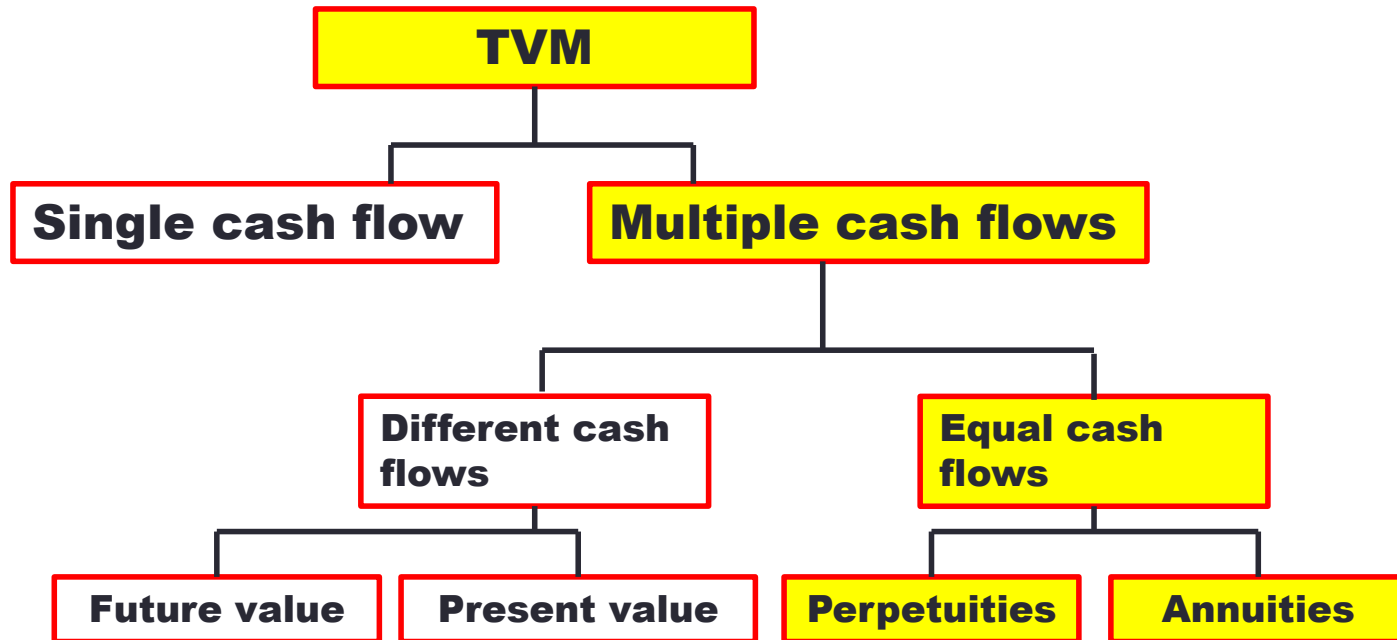 TVM
Single cash flow
Multiple cash flows
Different cash
flows
Equal cash
flows
Future value
Present value
Perpetuities
Annuities